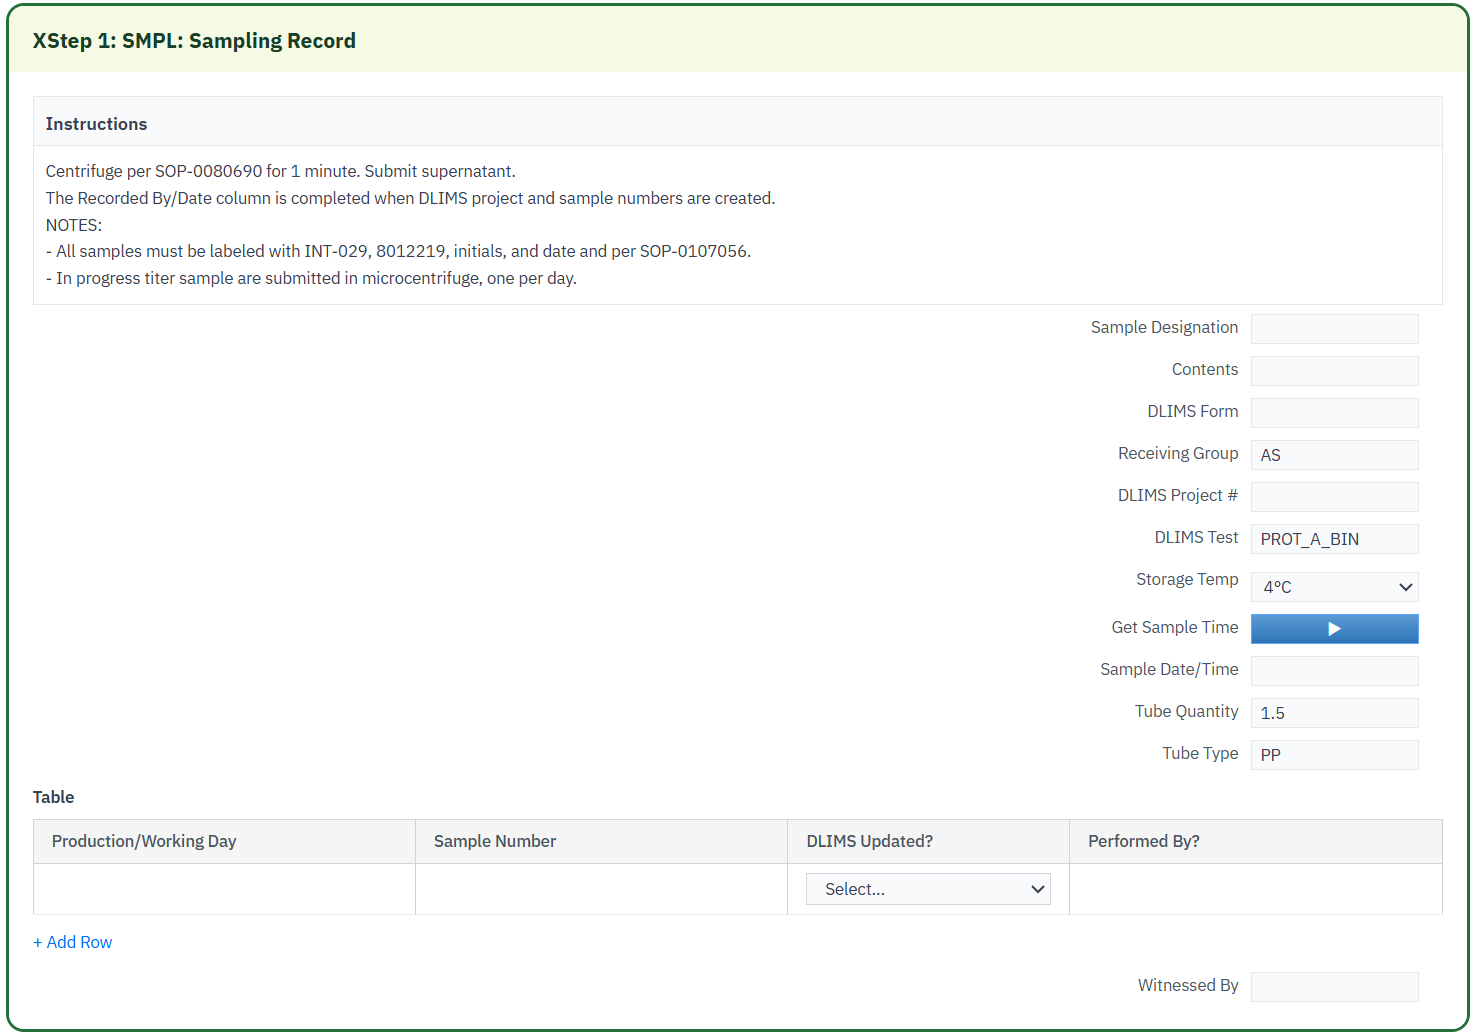 XStep 1: SMPL: Sampling Record
Instructions
Centrifuge per SOP-0080690 for 1 minute. Submit supernatant.
The Recorded By/Date column is completed when DLIMS project and sample numbers are created.
NOTES:
- All samples must be labeled with INT-029, 8012219, initials, and date and per SOP-0107056.
- In progress titer sample are submitted in microcentrifuge, one per day.
Sample Designation
Contents
DLIMS Form
Receiving Group AS
DLIMS Project #
DLIMS Test PROT_A_BIN
Storage Temp 4°C
Get Sample Time
Sample Date/Time
Tube Quantity 1.5
Tube Type PP
Table
Production/Working Day Sample Number DLIMS Updated? Performed By?
Select...
+ Add Row
Witnessed By